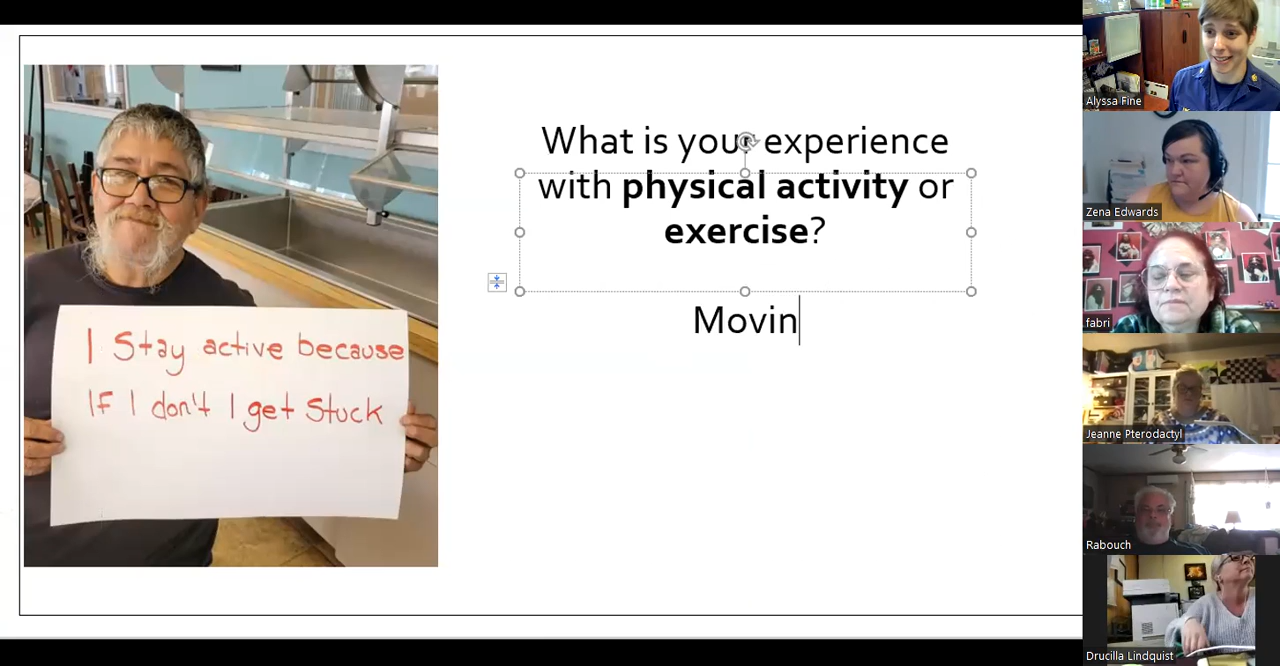 I Stay active because
If I don't I get Stuck
What is your experience
with physical activity or
exercise?
Movin
Alyssa Fine
Zena Edwards
fabri
Jeanne Pterodactyl
Rabouch
Drucilla Lindquist